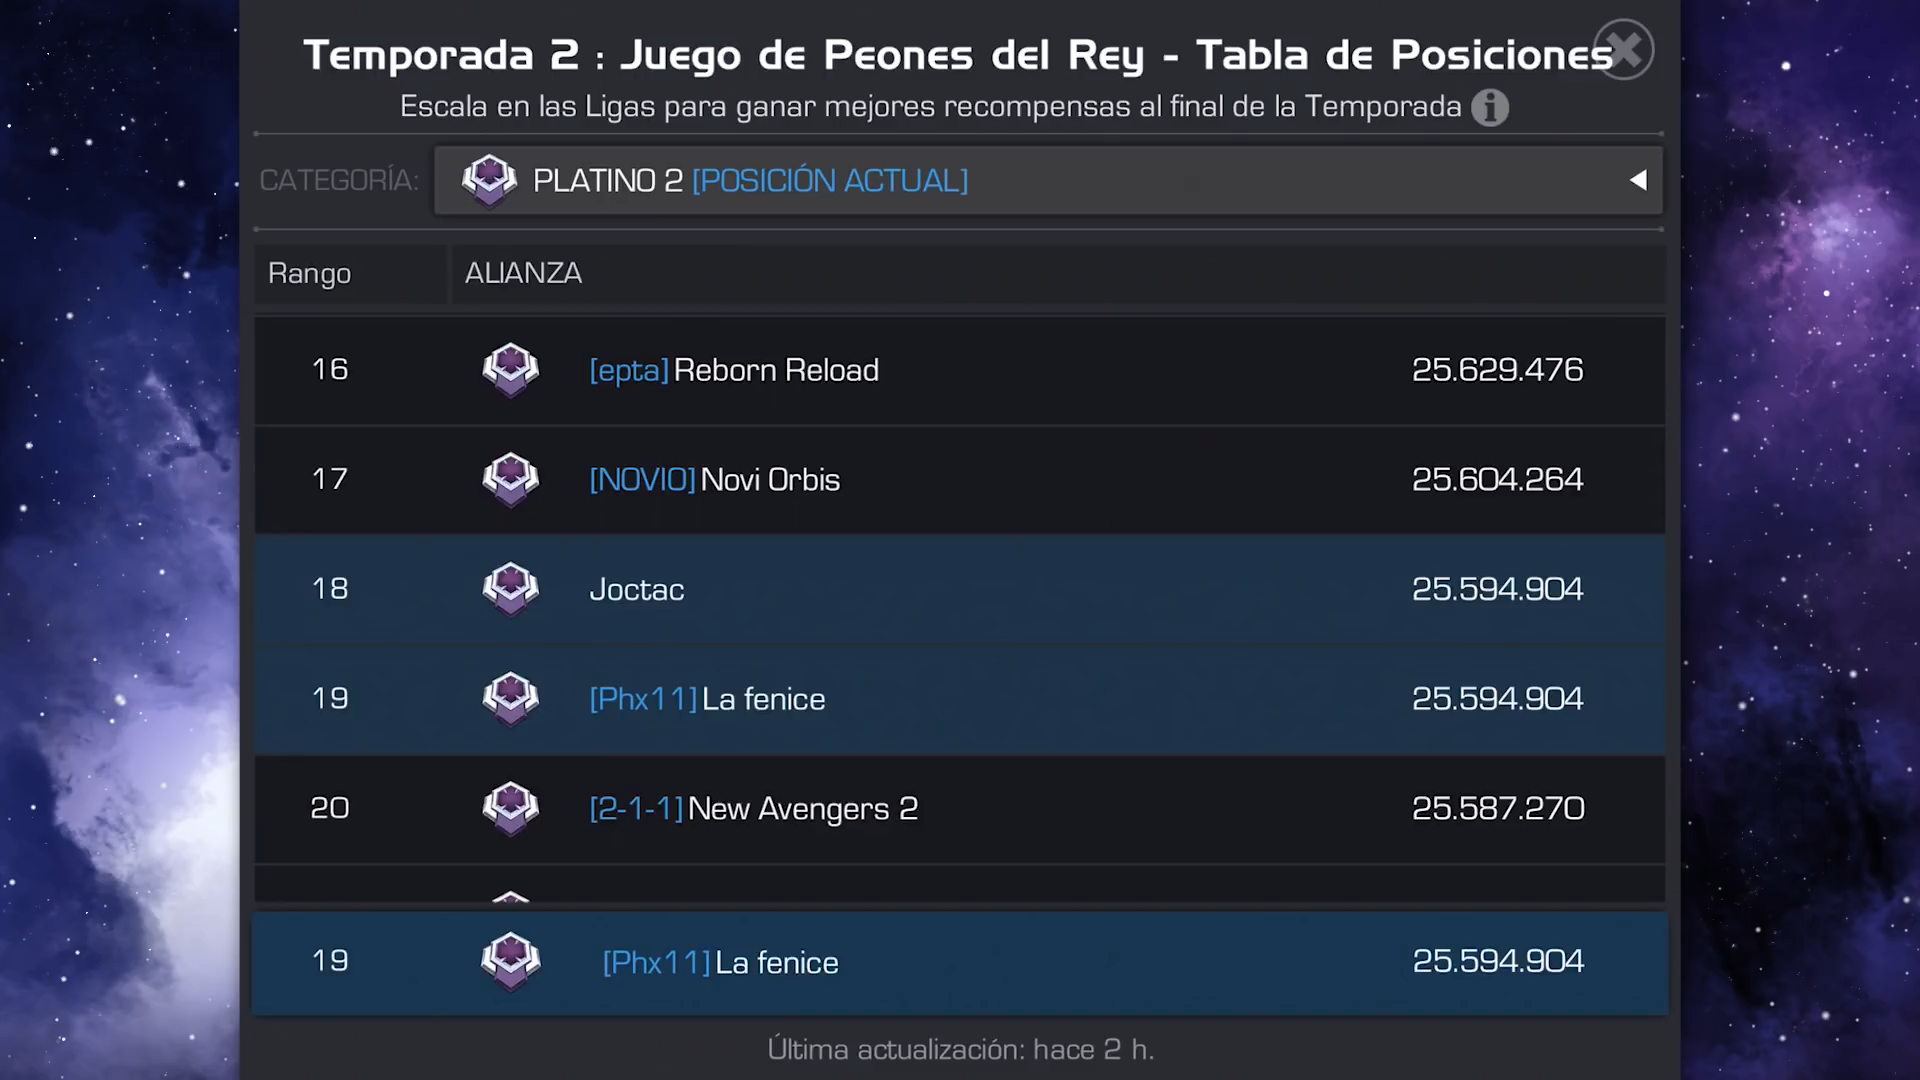 Temporada 2 : Juego de Peones del Rey - Tabla de Posiciones
Escala en las Ligas para ganar mejores recompensas al final de la Temporada
CATEGORÍA: PLATINO 2 [POSICIÓN ACTUAL]
Rango ALIANZA
16 [epta] Reborn Reload 25.629.476
17 [NOVIO] Novi Orbis 25.604.264
18 Joctac 25.594.904
19 [Phx11] La fenice 25.594.904
20 [2-1-1] New Avengers 2 25.587.270
19 [Phx11] La fenice 25.594.904
Última actualización: hace 2 h.